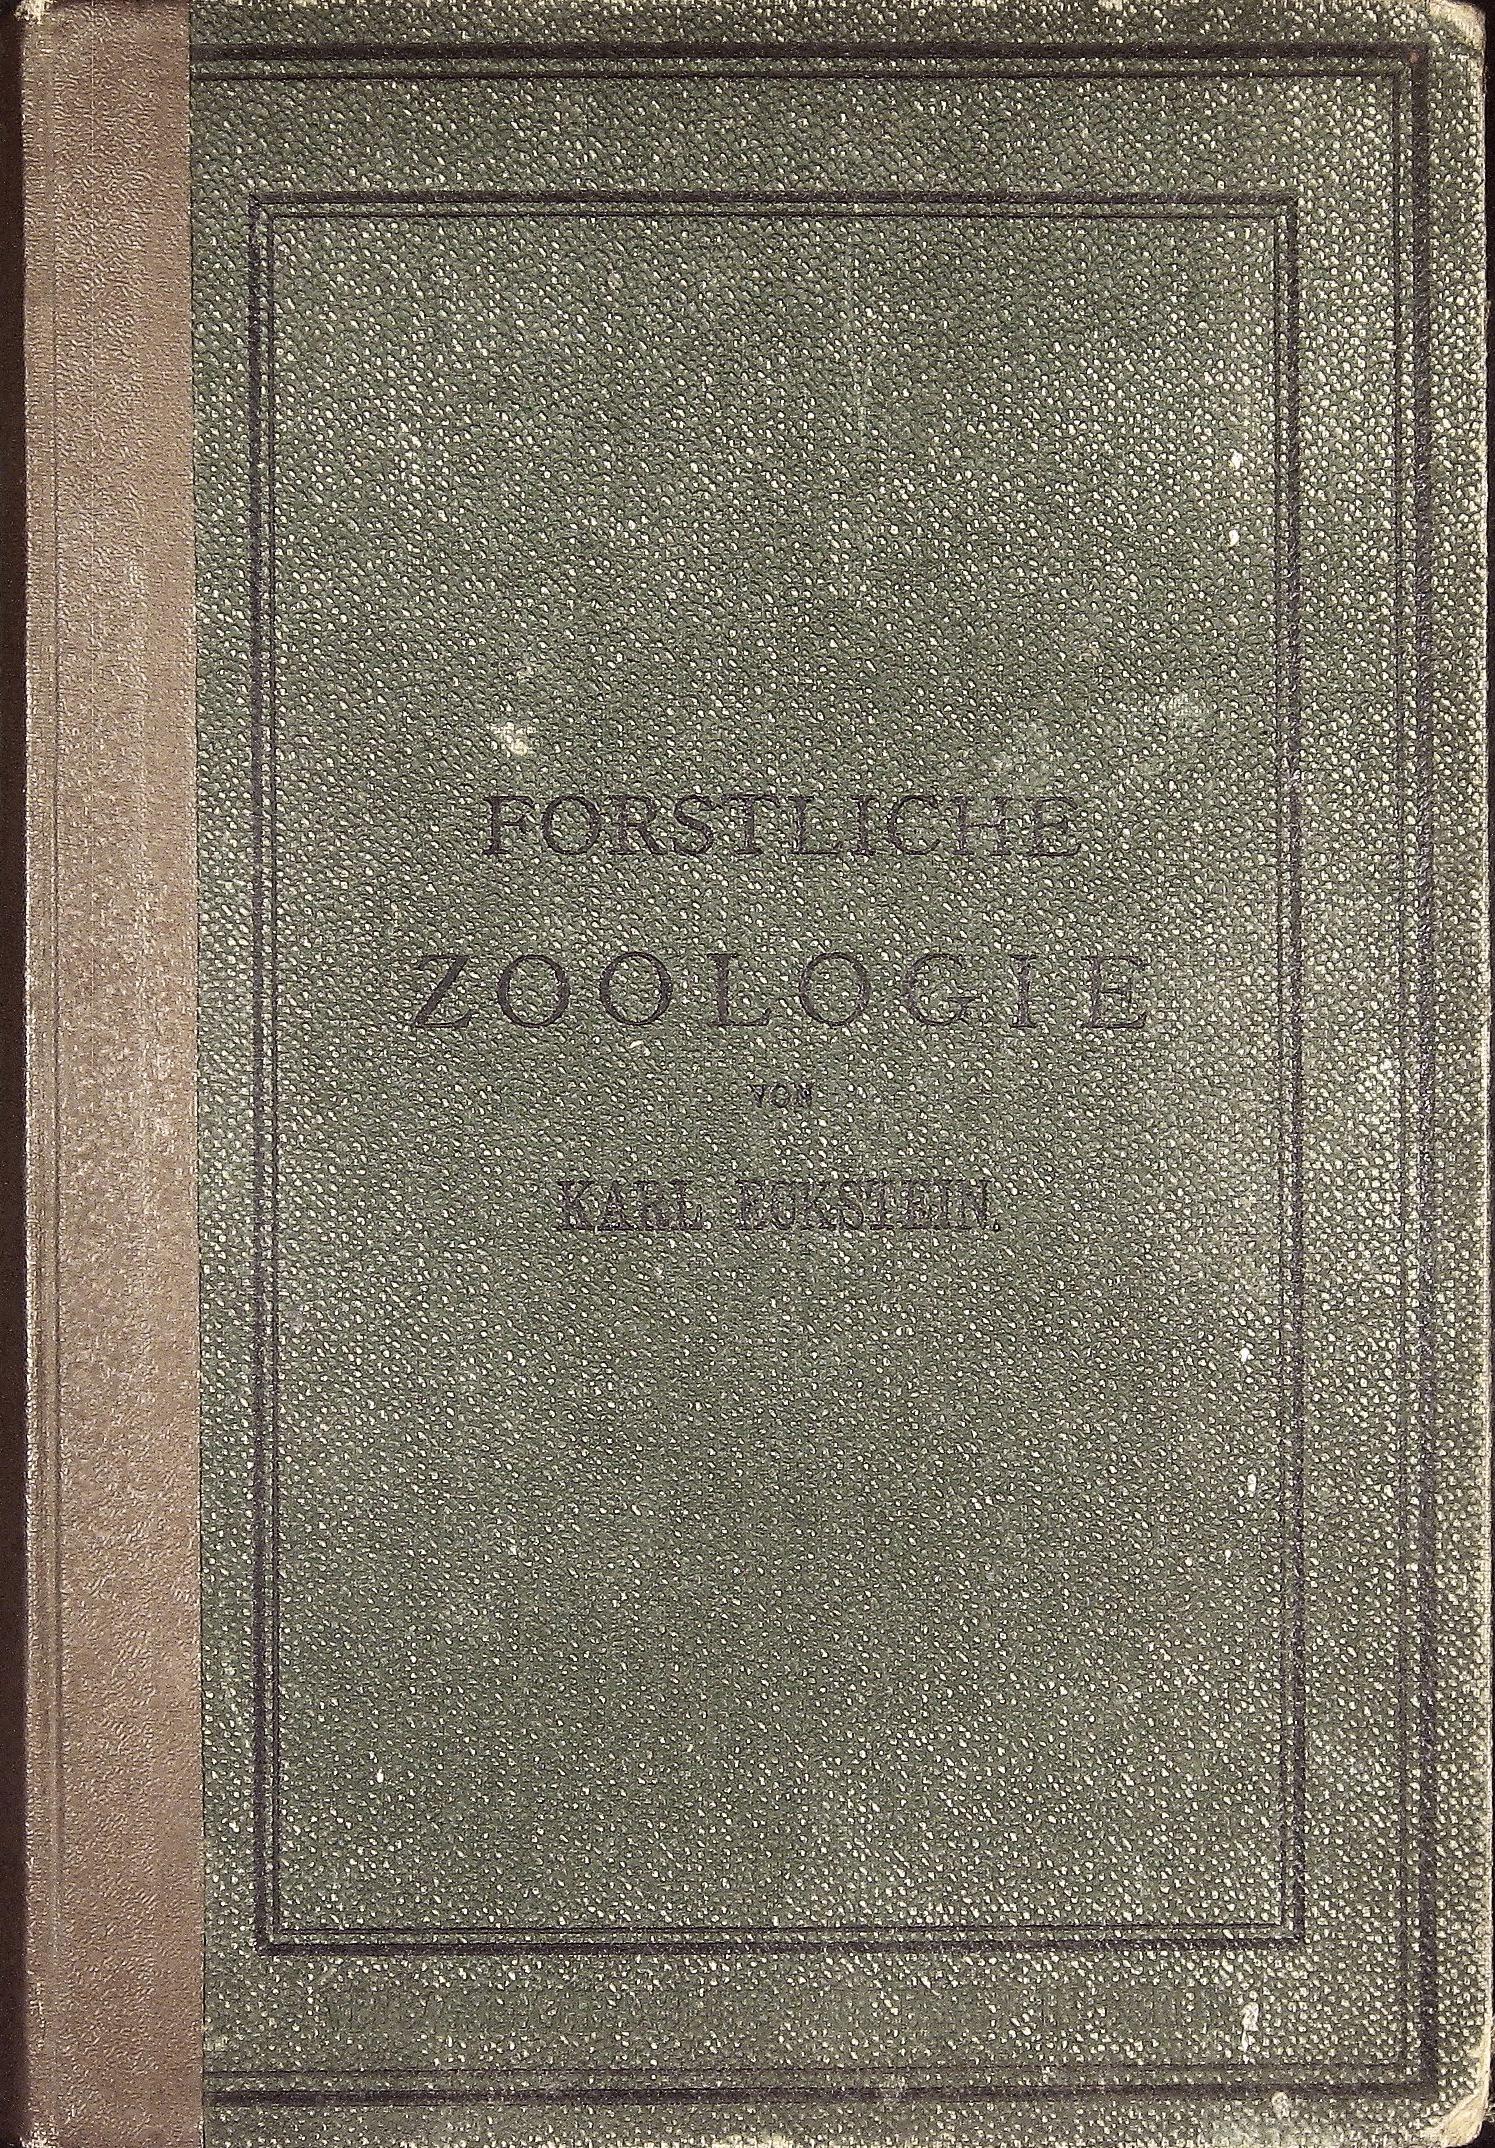 FORSTLICHE
ZOOLOGIE
VON
KARL ECKSTEIN.